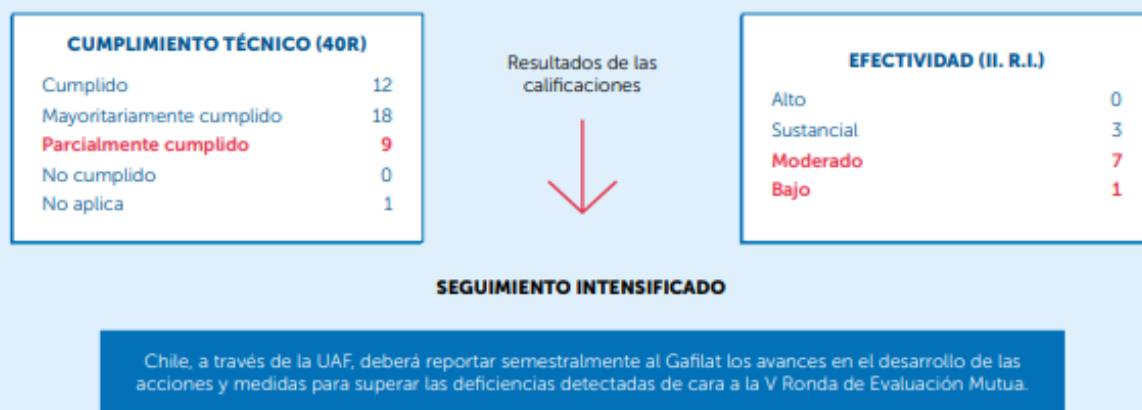 CUMPLIMIENTO TÉCNICO (40R)
Cumplido 12
Mayoritariamente cumplido 18
Parcialmente cumplido 9
No cumplido 0
No aplica 1
Resultados de las
calificaciones
EFECTIVIDAD (II. R.I.)
Alto 0
Sustancial 3
Moderado 7
Bajo 1
SEGUIMIENTO INTENSIFICADO
Chile, a través de la UAF, deberá reportar semestralmente al Gafilat los avances en el desarrollo de las
acciones y medidas para superar las deficiencias detectadas de cara a la V Ronda de Evaluación Mutua.